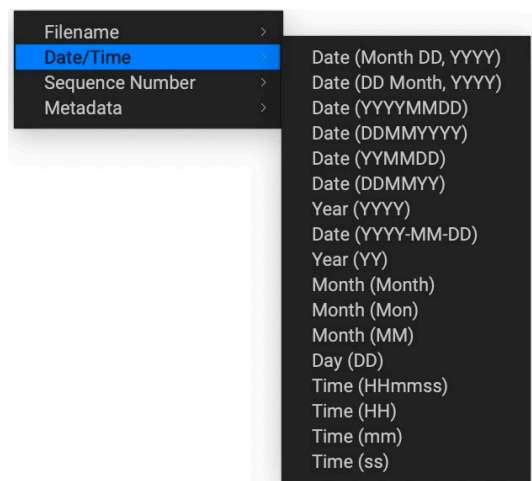 Filename
Date/Time
Sequence Number
Metadata
Date (Month DD, YYYY)
Date (DD Month, YYYY)
Date (YYYYMMDD)
Date (DDMMYYYY)
Date (YYMMDD)
Date (DDMMYY)
Year (YYYY)
Date (YYYY-MM-DD)
Year (YY)
Month (Month)
Month (Mon)
Month (MM)
Day (DD)
Time (HHmmss)
Time (HH)
Time (mm)
Time (ss)